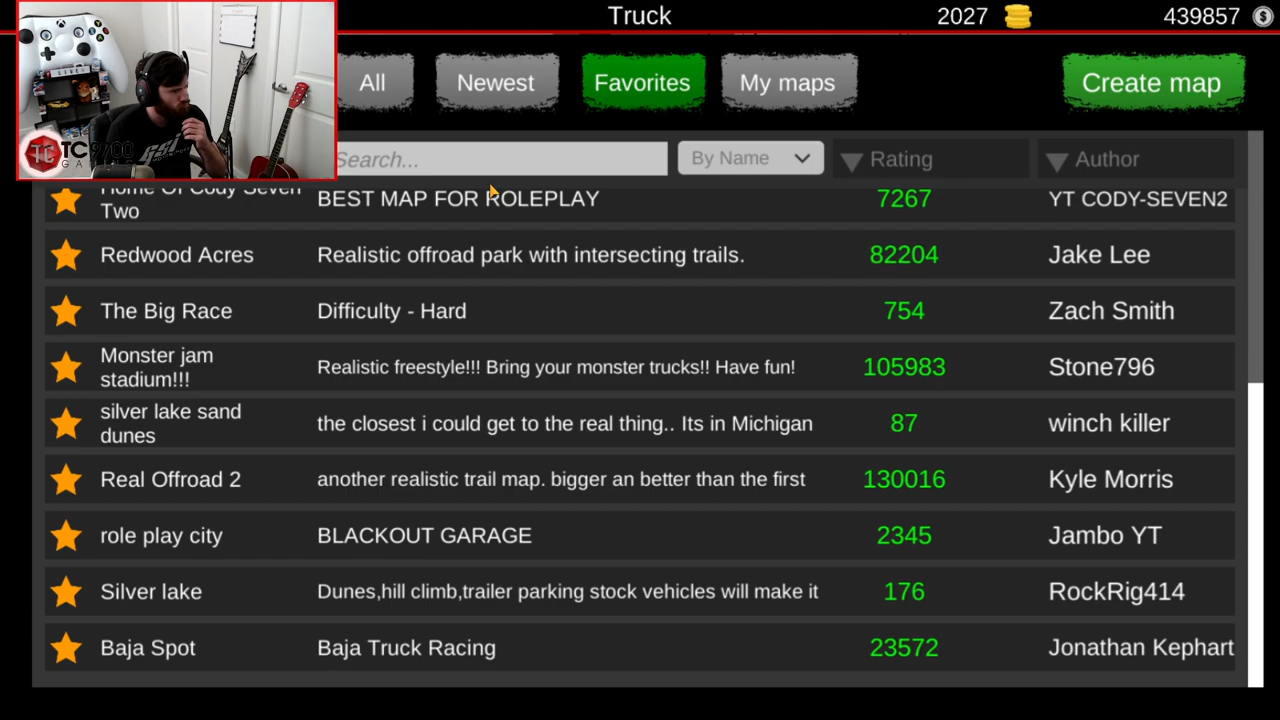 Truck
2027
439857
All
Newest
Favorites
My maps
Create map
Search...
By Name
Rating
Author
Home Of Cody Seven
Two
BEST MAP FOR ROLEPLAY
7267
YT CODY-SEVEN2
Redwood Acres
Realistic offroad park with intersecting trails.
82204
Jake Lee
The Big Race
Difficulty - Hard
754
Zach Smith
Monster jam
stadium!!!
Realistic freestyle!!! Bring your monster trucks!! Have fun!
105983
Stone796
silver lake sand
dunes
the closest i could get to the real thing.. Its in Michigan
87
winch killer
Real Offroad 2
another realistic trail map. bigger an better than the first
130016
Kyle Morris
role play city
BLACKOUT GARAGE
2345
Jambo YT
Silver lake
Dunes,hill climb,trailer parking stock vehicles will make it
176
RockRig414
Baja Spot
Baja Truck Racing
23572
Jonathan Kephart